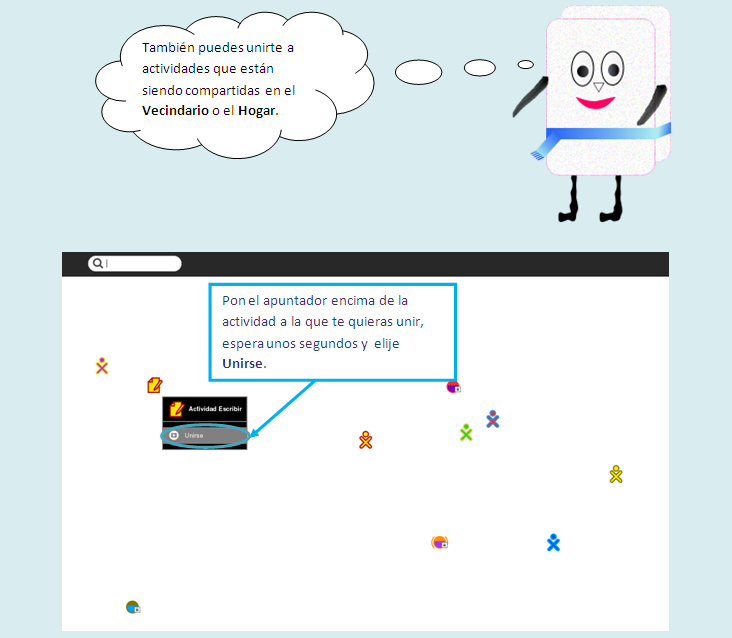 También puedes unirte a
actividades que están
siendo compartidas en el
Vecindario o el Hogar.
Pon el apuntador encima de la
actividad a la que te quieras unir,
espera unos segundos y elije
Unirse.
Actividad Escribir
Unirse